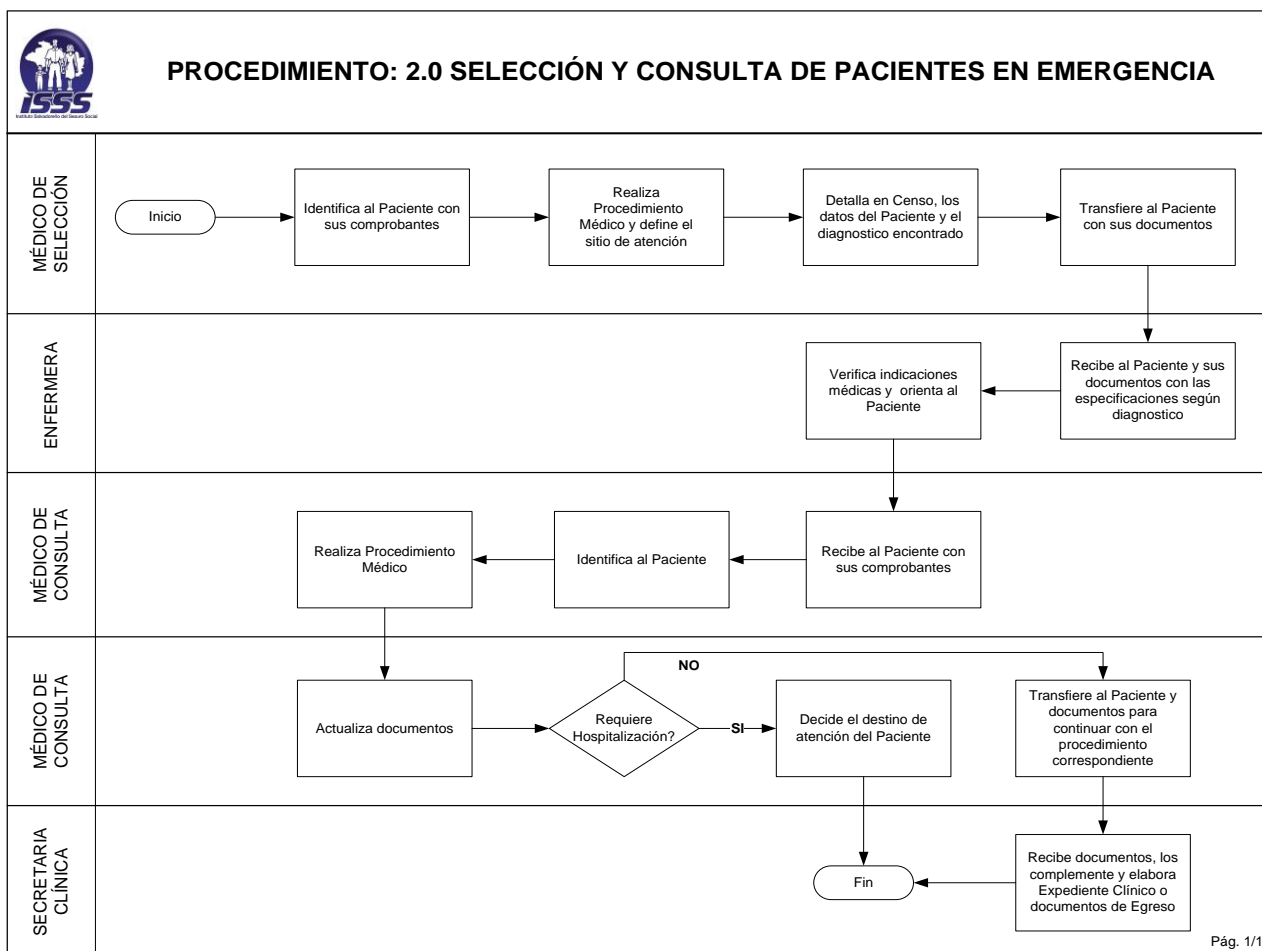 PROCEDIMIENTO: 2.0 SELECCIÓN Y CONSULTA DE PACIENTES EN EMERGENCIA
ISSS
Instituto Salvadoreño del Seguro Social
MÉDICO DE
SELECCIÓN
Inicio
Identifica al Paciente con
sus comprobantes
Realiza
Procedimiento
Médico y define el
sitio de atención
Detalla en Censo, los
datos del Paciente y el
diagnostico encontrado
Transfiere al Paciente
con sus documentos
ENFERMERA
Verifica indicaciones
médicas y orienta al
Paciente
Recibe al Paciente y sus
documentos con las
especificaciones según
diagnostico
MÉDICO DE
CONSULTA
Realiza Procedimiento
Médico
Identifica al Paciente
Recibe al Paciente con
sus comprobantes
MÉDICO DE
CONSULTA
Actualiza documentos
Requiere
Hospitalización?
NO
SI
Decide el destino de
atención del Paciente
Transfiere al Paciente y
documentos para
continuar con el
procedimiento
correspondiente
SECRETARIA
CLÍNICA
Fin
Recibe documentos, los
complemente y elabora
Expediente Clínico o
documentos de Egreso
Pág. 1/1